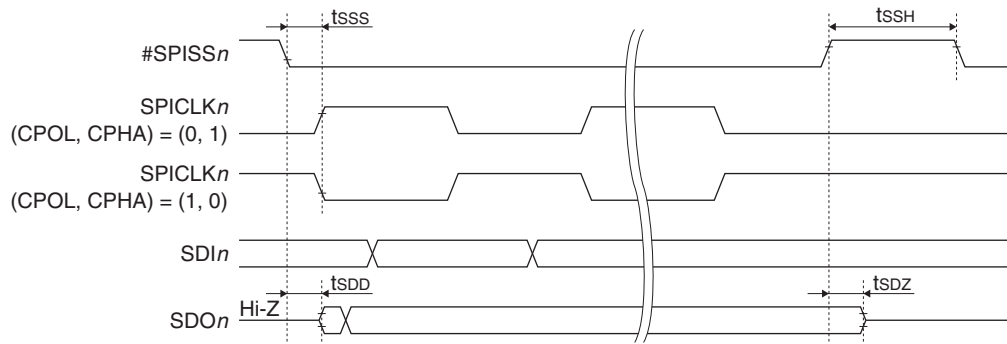 tSSS
tSSH
#SPISSn
SPICLKn
(CPOL, CPHA) = (0, 1)
SPICLKn
(CPOL, CPHA) = (1, 0)
SDIn
tSDD
tSDZ
Hi-Z
SDOn